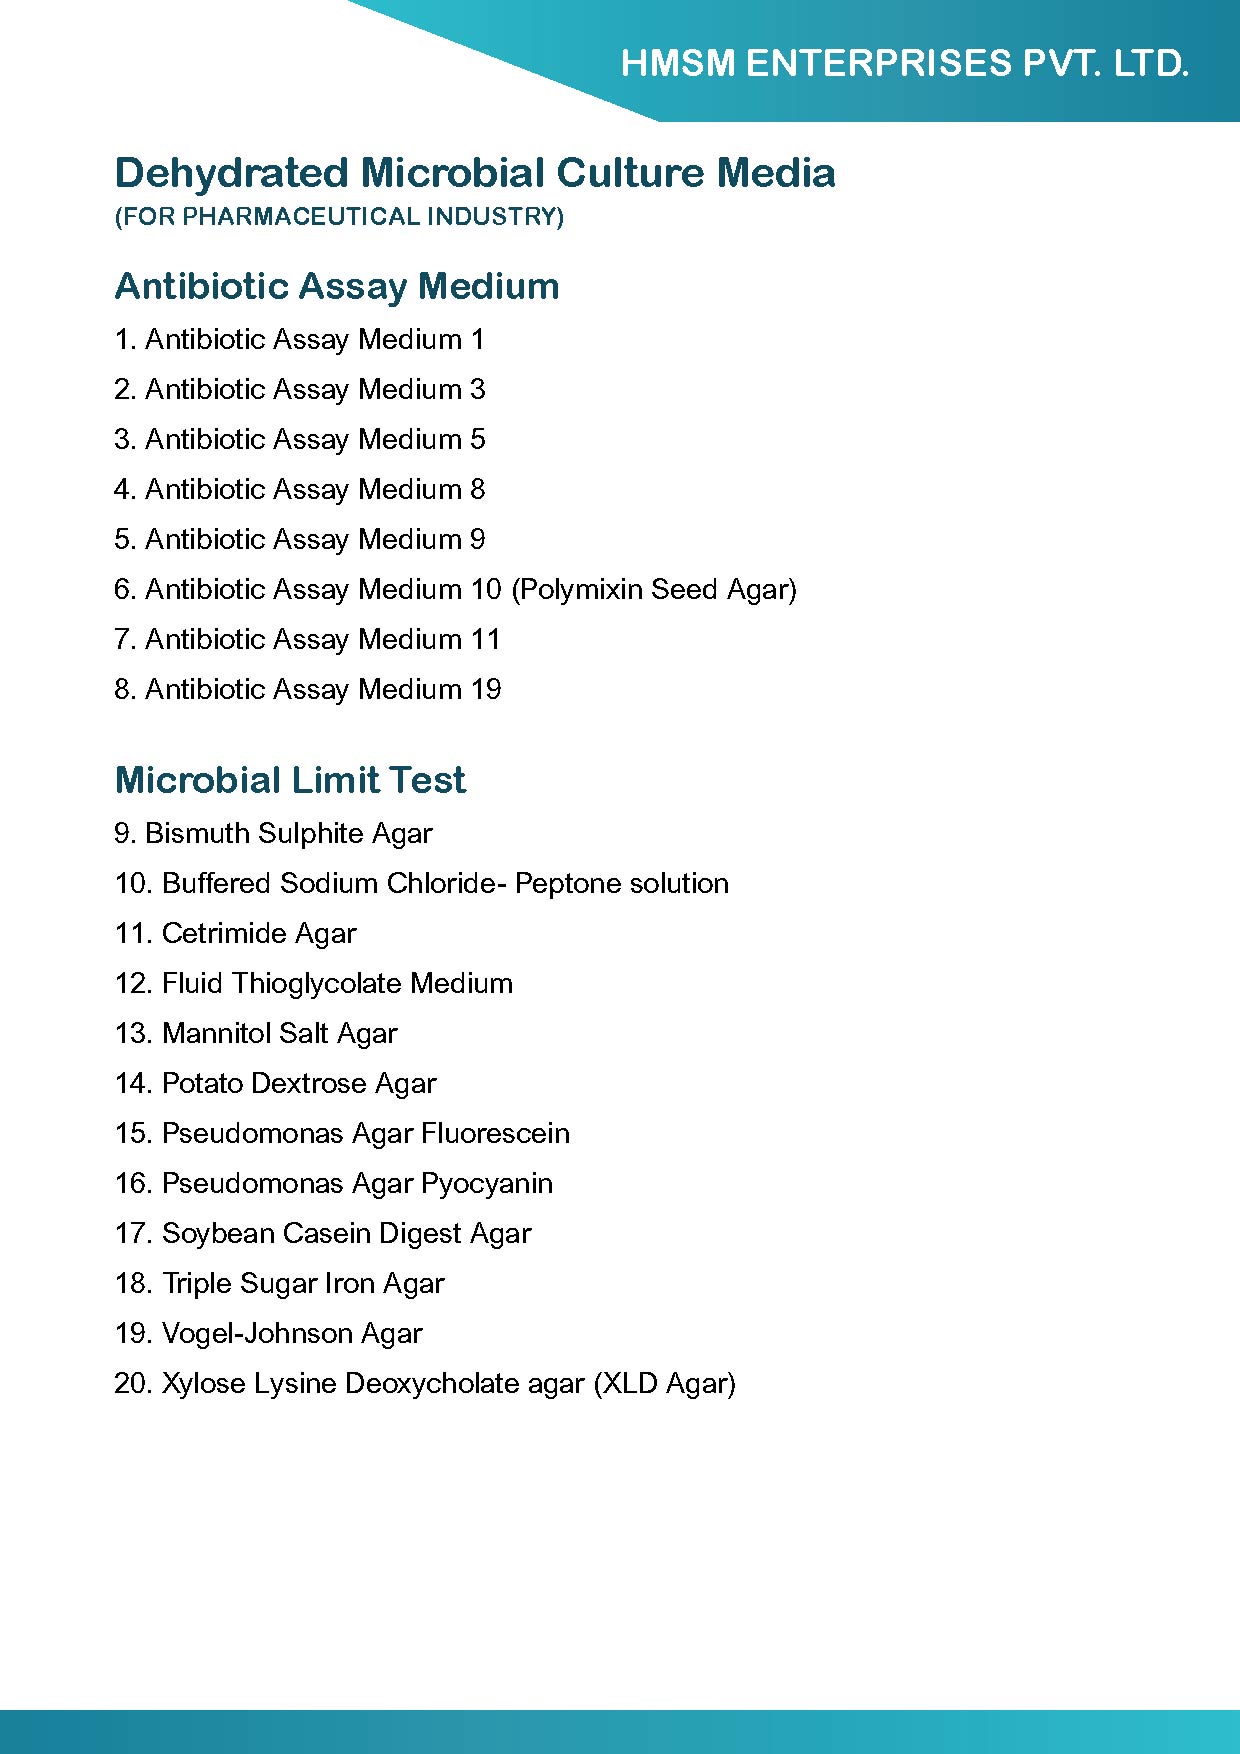 HMSM ENTERPRISES PVT. LTD.
Dehydrated Microbial Culture Media
(FOR PHARMACEUTICAL INDUSTRY)
Antibiotic Assay Medium
1. Antibiotic Assay Medium 1
2. Antibiotic Assay Medium 3
3. Antibiotic Assay Medium 5
4. Antibiotic Assay Medium 8
5. Antibiotic Assay Medium 9
6. Antibiotic Assay Medium 10 (Polymixin Seed Agar)
7. Antibiotic Assay Medium 11
8. Antibiotic Assay Medium 19
Microbial Limit Test
9. Bismuth Sulphite Agar
10. Buffered Sodium Chloride- Peptone solution
11. Cetrimide Agar
12. Fluid Thioglycolate Medium
13. Mannitol Salt Agar
14. Potato Dextrose Agar
15. Pseudomonas Agar Fluorescein
16. Pseudomonas Agar Pyocyanin
17. Soybean Casein Digest Agar
18. Triple Sugar Iron Agar
19. Vogel-Johnson Agar
20. Xylose Lysine Deoxycholate agar (XLD Agar)